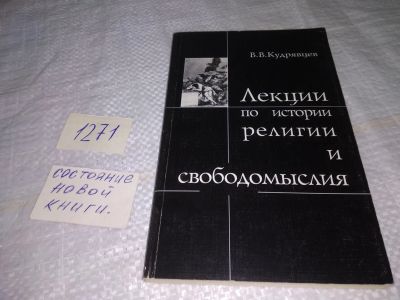 В.В.Кудрявцев
Лекции
по истории
религии
и
свободомыслия
1271
состояние
новой
книги.